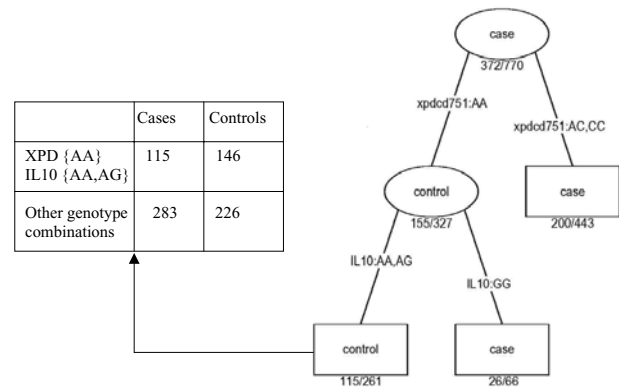 case
372/770
xpdcd751:AA
xpdcd751:AC,CC
Cases Controls
XPD {AA} 115 146
IL10 {AA,AG}
Other genotype 283 226
combinations
control
155/327
case
200/443
IL10:AA,AG
IL10:GG
control
115/261
case
26/66